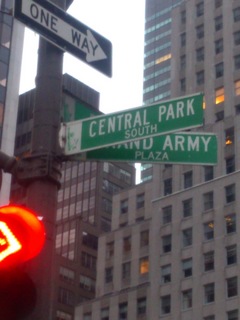 ONE WAY
CENTRAL PARK
SOUTH
AND ARMY
PLAZA